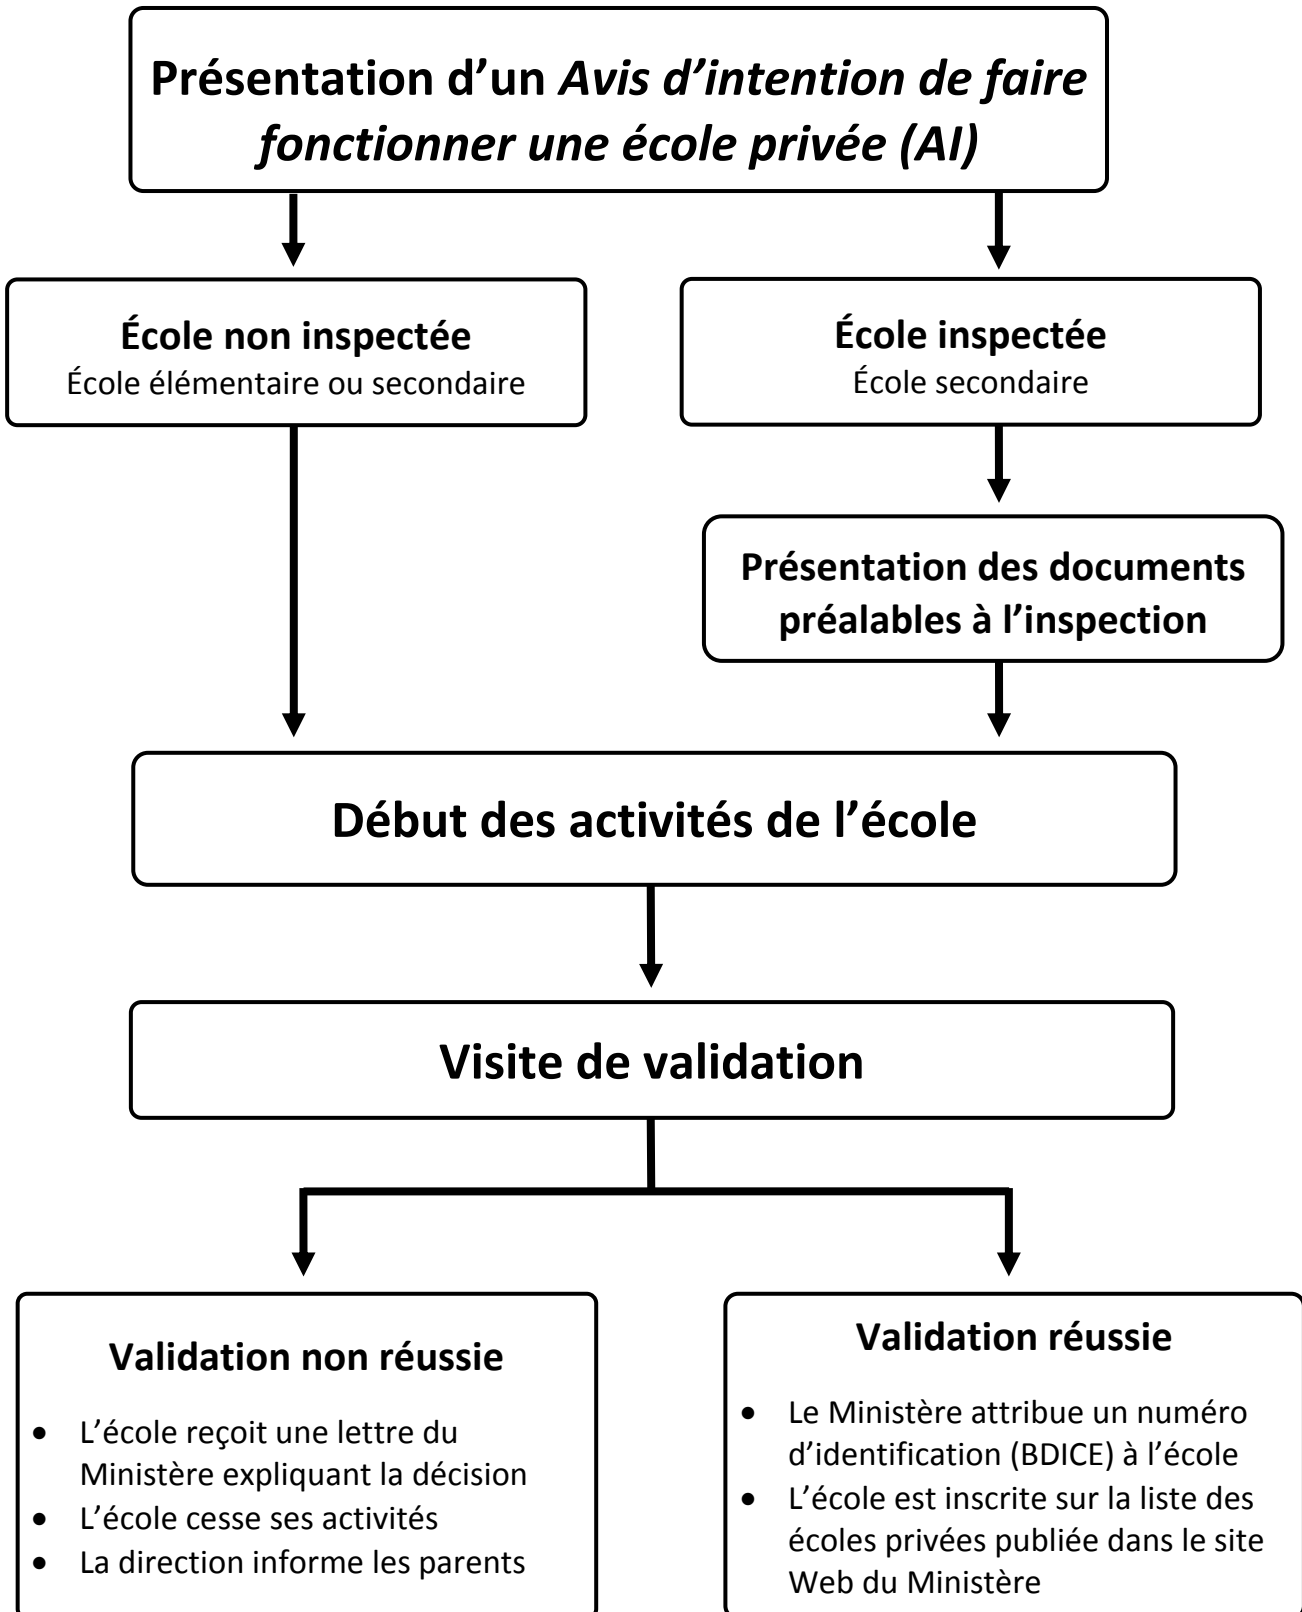 Présentation d’un Avis d’intention de faire
fonctionner une école privée (AI)
École non inspectée
École élémentaire ou secondaire
École inspectée
École secondaire
Présentation des documents
préalables à l’inspection
Début des activités de l’école
Visite de validation
Validation non réussie
• L’école reçoit une lettre du
Ministère expliquant la décision
• L’école cesse ses activités
• La direction informe les parents
Validation réussie
• Le Ministère attribue un numéro
d’identification (BDICE) à l’école
• L’école est inscrite sur la liste des
écoles privées publiée dans le site
Web du Ministère